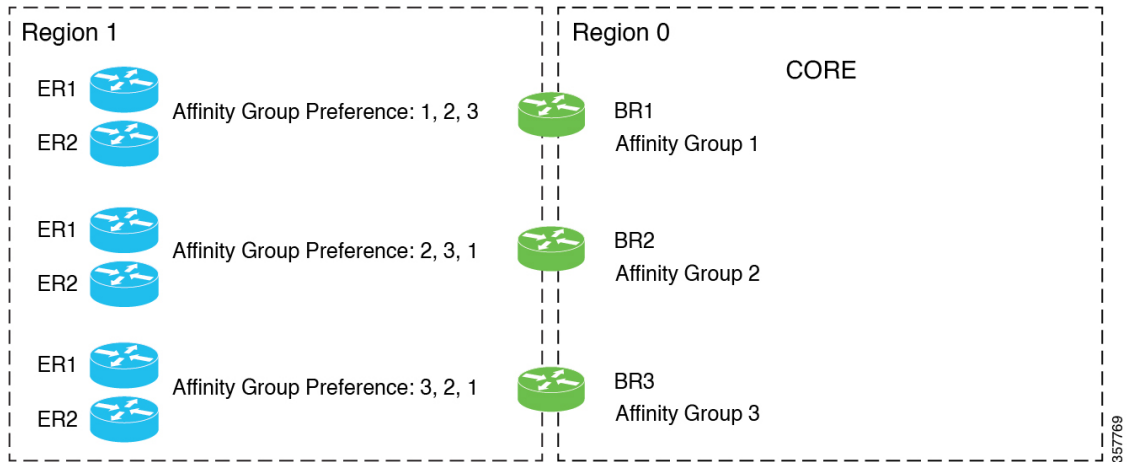 Region 1
Region 0
CORE
ER1
Affinity Group Preference: 1, 2, 3
ER2
BR1
Affinity Group 1
ER1
Affinity Group Preference: 2, 3, 1
ER2
BR2
Affinity Group 2
ER1
Affinity Group Preference: 3, 2, 1
ER2
BR3
Affinity Group 3
357769